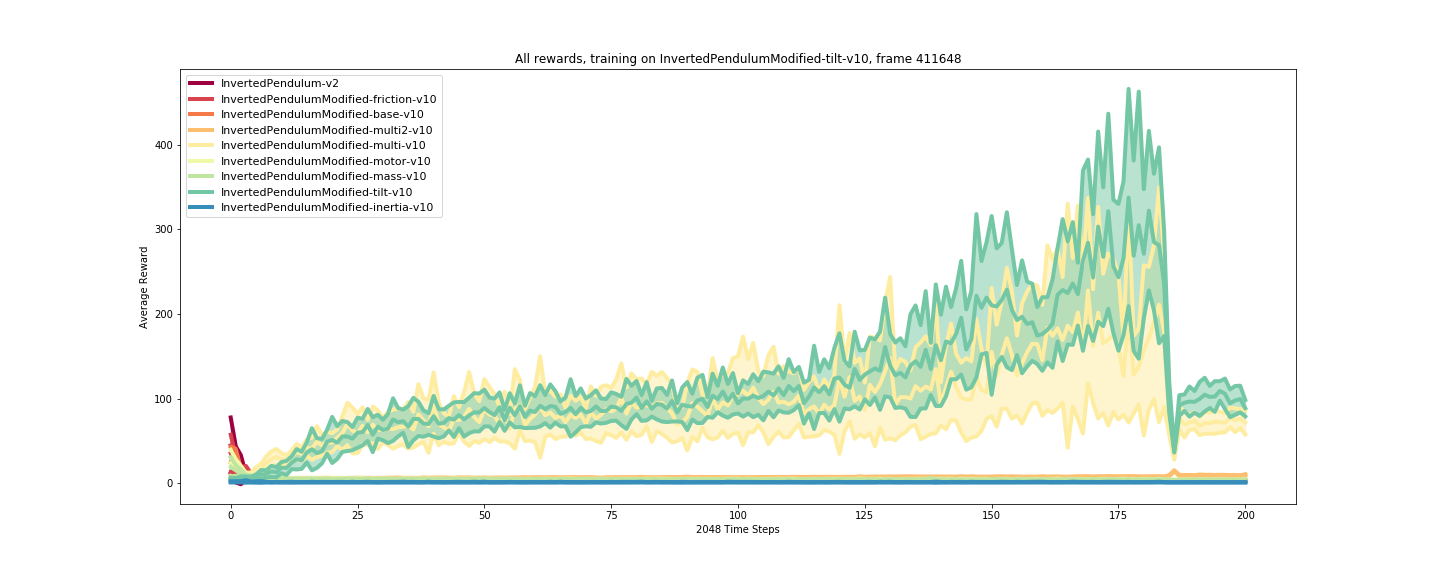 All rewards, training on InvertedPendulumModified-tilt-v10, frame 411648
InvertedPendulum-v2
InvertedPendulumModified-friction-v10
InvertedPendulumModified-base-v10
InvertedPendulumModified-multi2-v10
InvertedPendulumModified-multi-v10
InvertedPendulumModified-motor-v10
InvertedPendulumModified-mass-v10
InvertedPendulumModified-tilt-v10
InvertedPendulumModified-inertia-v10
Average Reward
400
300
200
100
0
0 25 50 75 100 125 150 175 200
2048 Time Steps